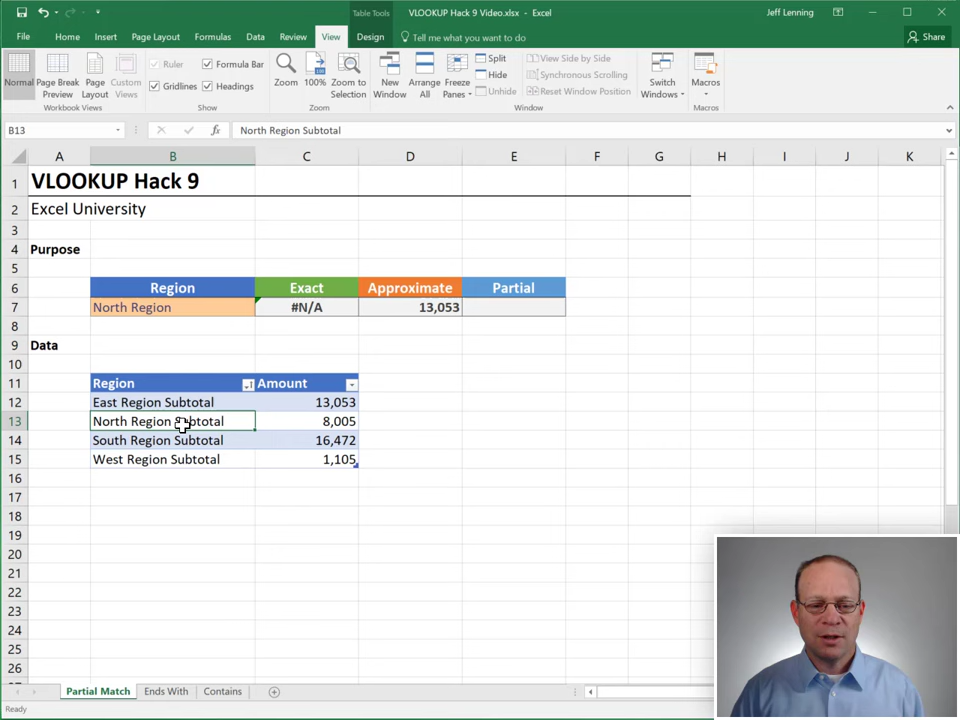 Table Tools
VLOOKUP Hack 9 Video.xlsx - Excel
Jeff Lenning
File Home Insert Page Layout Formulas Data Review View Design Tell me what you want to do Share
Normal Page Break Preview Page Layout Custom Views
Workbook Views
Ruler Formula Bar
Gridlines Headings
Show
Zoom 100% Zoom to Selection
Zoom
New Window Arrange All Freeze Panes
Split
Hide
Unhide
View Side by Side
Synchronous Scrolling
Reset Window Position
Window
Switch Windows
Macros
Macros
B13 fx North Region Subtotal
A B C D E F G H I J K
1 VLOOKUP Hack 9
2 Excel University
3
4 Purpose
5
6 Region Exact Approximate Partial
7 North Region #N/A 13,053
8
9 Data
10
11 Region Amount
12 East Region Subtotal 13,053
13 North Region Subtotal 8,005
14 South Region Subtotal 16,472
15 West Region Subtotal 1,105
16
17
18
19
20
21
22
23
24
25
26
Partial Match Ends With Contains
Ready